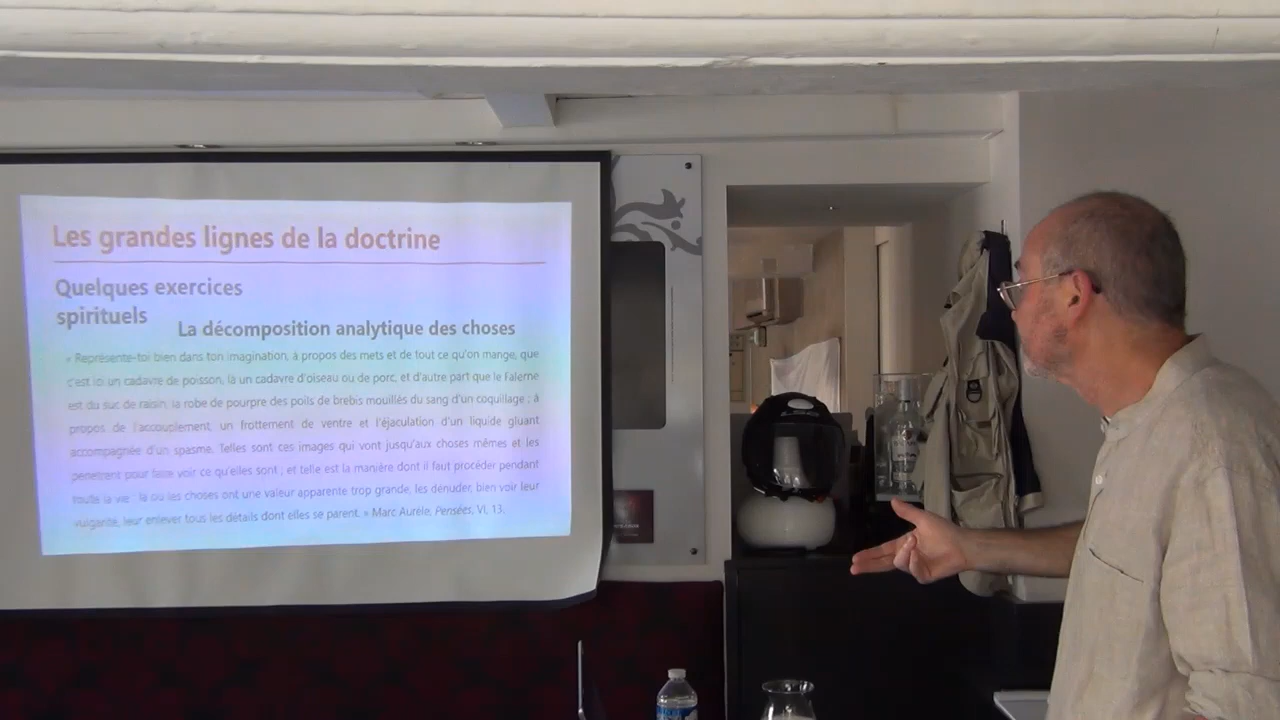 Les grandes lignes de la doctrine
Quelques exercices
spirituels
La décomposition analytique des choses
« Représente-toi bien dans ton imagination, à propos des mets et de tout ce qu'on mange, que
c'est ici un cadavre de poisson, là un cadavre d'oiseau ou de porc, et d'autre part que le Falerne
est du suc de raisin, la robe de pourpre des poils de brebis mouillés du sang d'un coquillage ; à
propos de l'accouplement, un frottement de ventre et l'éjaculation d'un liquide gluant
accompagnée d'un spasme. Telles sont ces images qui vont jusqu'aux choses mêmes et les
pénètrent pour faire voir ce qu'elles sont ; et telle est la manière dont il faut procéder pendant
toute la vie : là où les choses ont une valeur apparente trop grande, les dénuder, bien voir leur
vulgarité, leur enlever tous les détails dont elles se parent. » Marc Aurèle, Pensées, VI, 13.
LS2